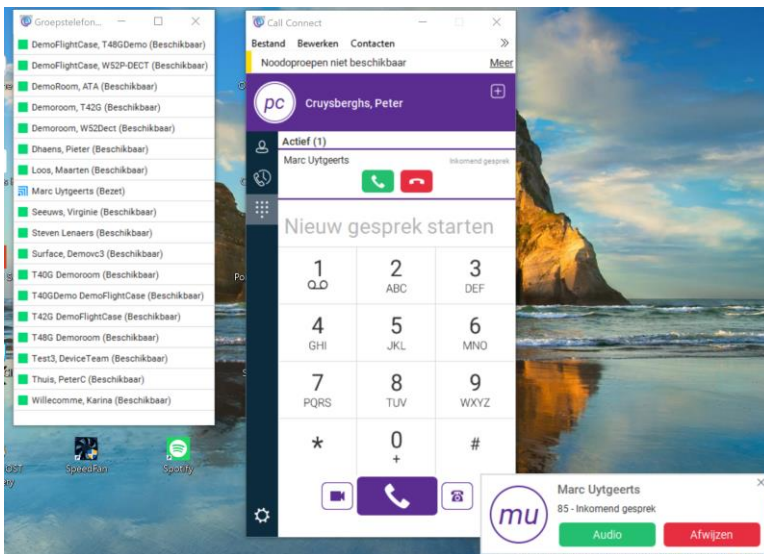 Groepstelefon...
DemoFlightCase, T48GDemo (Beschikbaar)
DemoFlightCase, W52P-DECT (Beschikbaar)
DemoRoom, ATA (Beschikbaar)
Demoroom, T42G (Beschikbaar)
Demoroom, W52Dect (Beschikbaar)
Dhaens, Pieter (Beschikbaar)
Loos, Maarten (Beschikbaar)
Marc Uytgeerts (Bezet)
Seeuws, Virginie (Beschikbaar)
Steven Lenaers (Beschikbaar)
Surface, Demovc3 (Beschikbaar)
T40G Demoroom (Beschikbaar)
T40GDemo DemoFlightCase (Beschikbaar)
T42G DemoFlightCase (Beschikbaar)
T48G Demoroom (Beschikbaar)
Test3, DeviceTeam (Beschikbaar)
Thuis, PeterC (Beschikbaar)
Willecomme, Karina (Beschikbaar)
SpeedFan
Spotify
Call Connect
Bestand Bewerken Contacten »
Noodoproepen niet beschikbaar Meer
pc Cruysberghs, Peter
Actief (1)
Marc Uytgeerts Inkomend gesprek
Nieuw gesprek starten
1 2 3
ABC DEF
4 5 6
GHI JKL MNO
7 8 9
PQRS TUV WXYZ
* 0 #
+
mu
Marc Uytgeerts
85 - Inkomend gesprek
Audio Afwijzen